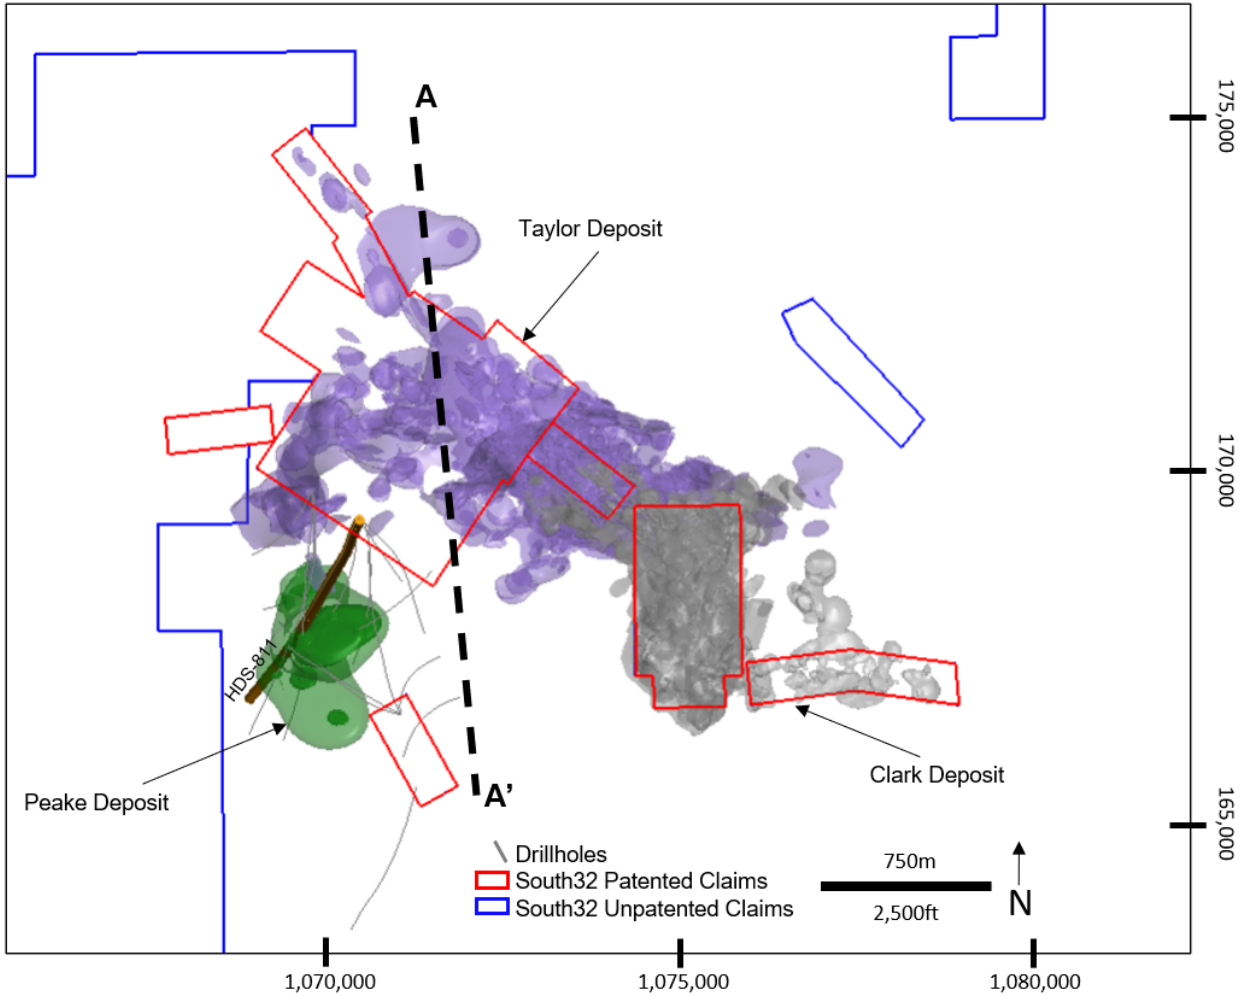 A
175,000
Taylor Deposit
170,000
HDS-811
Clark Deposit
A’
Peake Deposit
165,000
Drillholes
South32 Patented Claims
South32 Unpatented Claims
750m
2,500ft
N
1,070,000
1,075,000
1,080,000